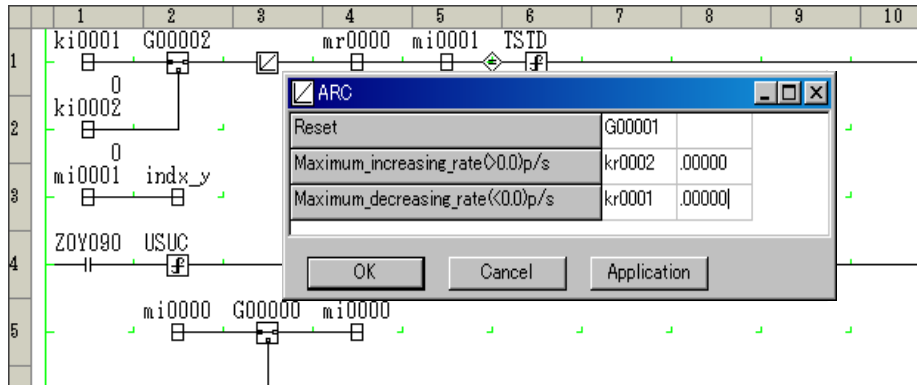 1 2 3 4 5 6 7 8 9 10
ki0001 G00002 mr0000 mi0001 TSTD
1
0
ki0002
2
0
mi0001 indx_y
3
Z0Y090 USUC
4
mi0000 G00000 mi0000
5
ARC
Reset G00001
Maximum_increasing_rate(>0.0)p/s kr0002 .00000
Maximum_decreasing_rate(<0.0)p/s kr0001 .00000
OK Cancel Application